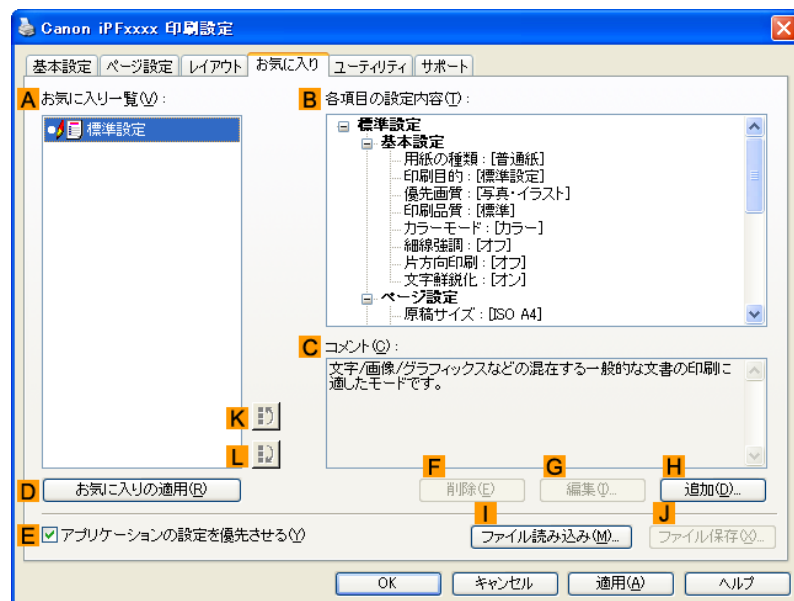 Canon iPFxxxx 印刷設定
基本設定 ページ設定 レイアウト お気に入り ユーティリティ サポート
A お気に入り一覧(V):
標準設定
B 各項目の設定内容(T):
標準設定
基本設定
用紙の種類:[普通紙]
印刷目的:[標準設定]
優先画質:[写真・イラスト]
印刷品質:[標準]
カラーモード:[カラー]
細線強調:[オフ]
片方向印刷:[オフ]
文字鮮鋭化:[オン]
ページ設定
原稿サイズ:[ISO A4]
C コメント(C):
文字/画像/グラフィックスなどの混在する一般的な文書の印刷に
適したモードです。
K
L
D お気に入りの適用(R)
F 削除(E)
G 編集(I)...
H 追加(D)...
E アプリケーションの設定を優先させる(Y)
I ファイル読み込み(M)...
J ファイル保存(X)...
OK キャンセル 適用(A) ヘルプ